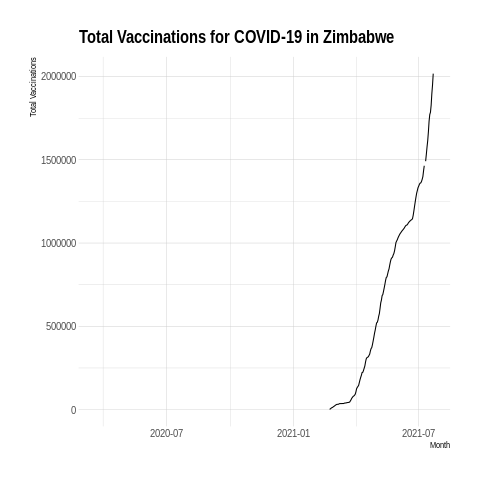 Total Vaccinations for COVID-19 in Zimbabwe
Total Vaccinations
2000000
1500000
1000000
500000
0
2020-07 2021-01 2021-07
Month